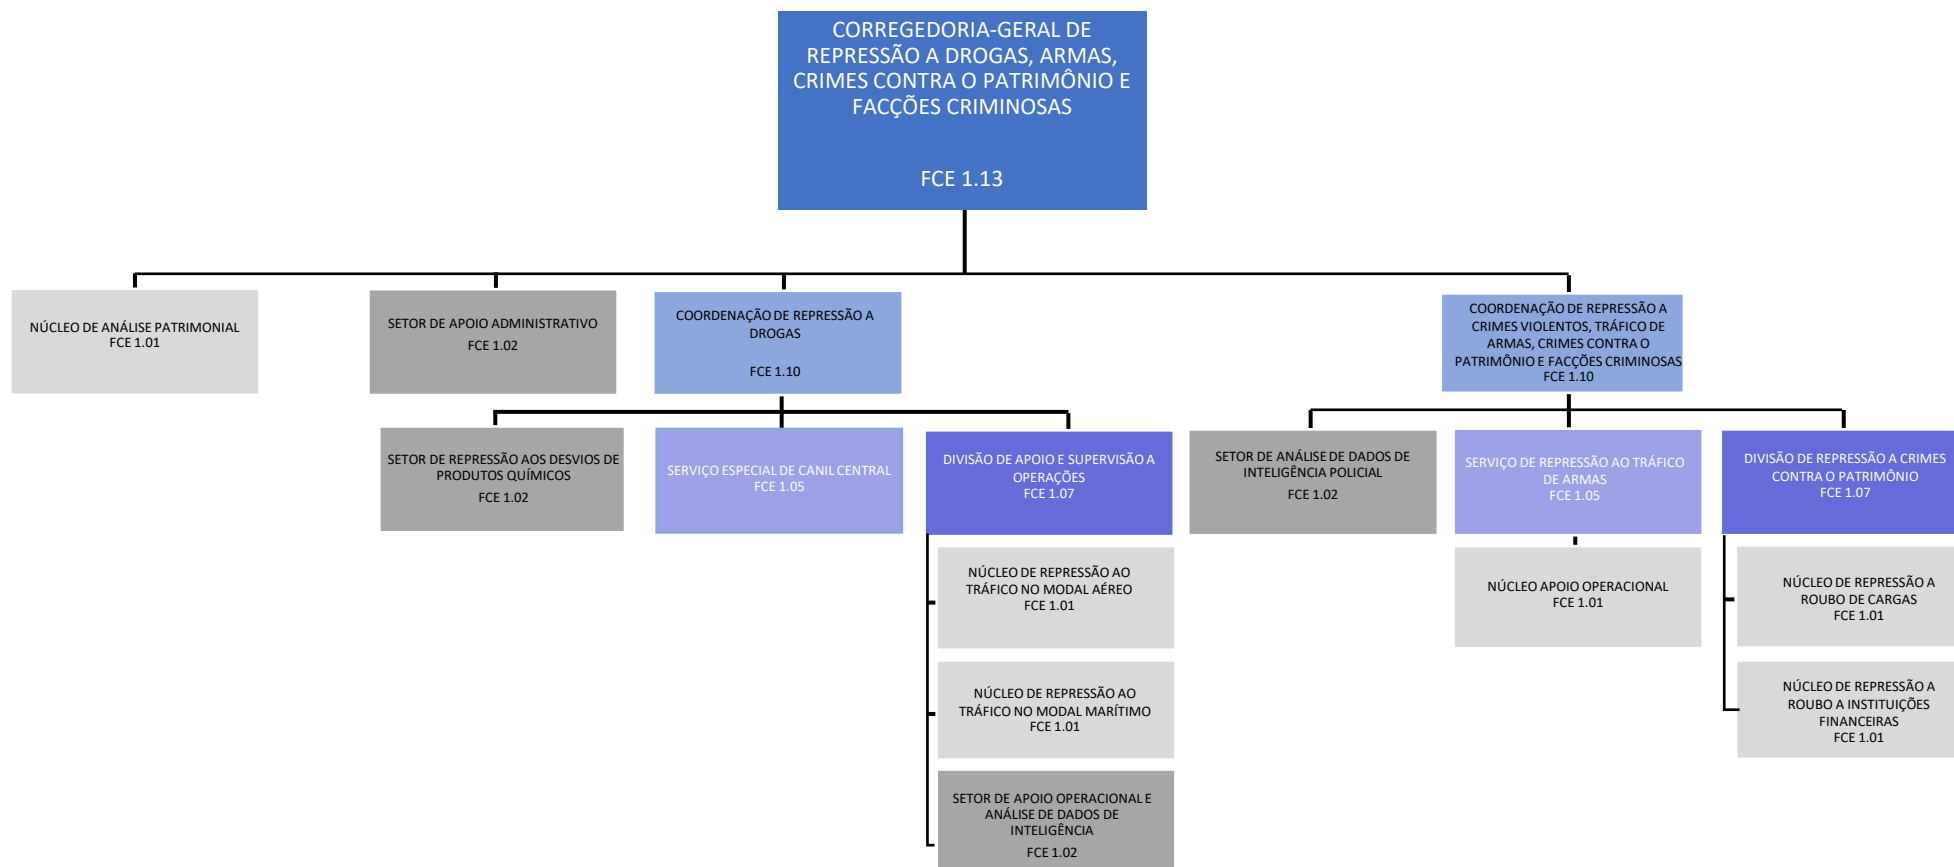 CORREGEDORIA-GERAL DE
REPRESSÃO A DROGAS, ARMAS,
CRIMES CONTRA O PATRIMÔNIO E
FACÇÕES CRIMINOSAS
FCE 1.13
NÚCLEO DE ANÁLISE PATRIMONIAL
FCE 1.01
SETOR DE APOIO ADMINISTRATIVO
FCE 1.02
COORDENAÇÃO DE REPRESSÃO A
DROGAS
FCE 1.10
COORDENAÇÃO DE REPRESSÃO A
CRIMES VIOLENTOS, TRÁFICO DE
ARMAS, CRIMES CONTRA O
PATRIMÔNIO E FACÇÕES CRIMINOSAS
FCE 1.10
SETOR DE REPRESSÃO AOS DESVIOS DE
PRODUTOS QUÍMICOS
FCE 1.02
SERVIÇO ESPECIAL DE CANIL CENTRAL
FCE 1.05
DIVISÃO DE APOIO E SUPERVISÃO A
OPERAÇÕES
FCE 1.07
SETOR DE ANÁLISE DE DADOS DE
INTELIGÊNCIA POLICIAL
FCE 1.02
SERVIÇO DE REPRESSÃO AO TRÁFICO
DE ARMAS
FCE 1.05
DIVISÃO DE REPRESSÃO A CRIMES
CONTRA O PATRIMÔNIO
FCE 1.07
NÚCLEO DE REPRESSÃO AO
TRÁFICO NO MODAL AÉREO
FCE 1.01
NÚCLEO APOIO OPERACIONAL
FCE 1.01
NÚCLEO DE REPRESSÃO A
ROUBO DE CARGAS
FCE 1.01
NÚCLEO DE REPRESSÃO AO
TRÁFICO NO MODAL MARÍTIMO
FCE 1.01
NÚCLEO DE REPRESSÃO A
ROUBO A INSTITUIÇÕES
FINANCEIRAS
FCE 1.01
SETOR DE APOIO OPERACIONAL E
ANÁLISE DE DADOS DE
INTELIGÊNCIA
FCE 1.02